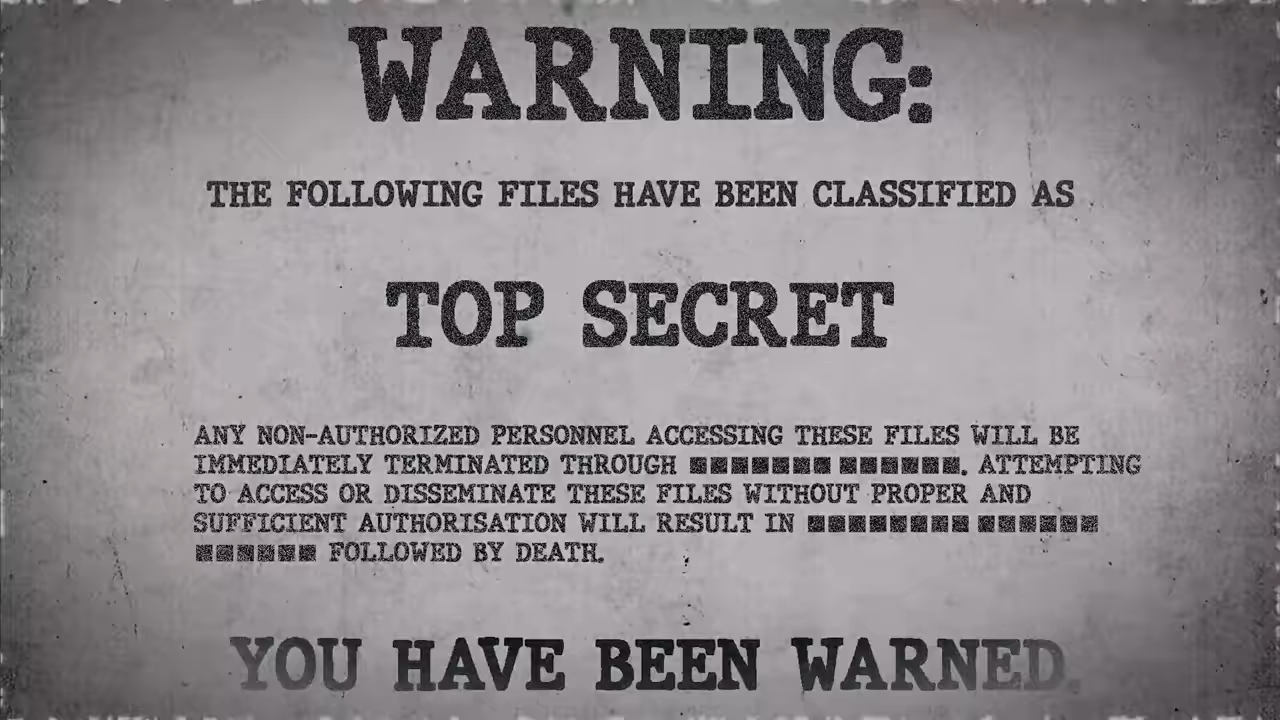 WARNING:
THE FOLLOWING FILES HAVE BEEN CLASSIFIED AS
TOP SECRET
ANY NON-AUTHORIZED PERSONNEL ACCESSING THESE FILES WILL BE
IMMEDIATELY TERMINATED THROUGH ■■■■■■■ ■■■■■■. ATTEMPTING
TO ACCESS OR DISSEMINATE THESE FILES WITHOUT PROPER AND
SUFFICIENT AUTHORISATION WILL RESULT IN ■■■■■■■■ ■■■■■■
■■■■■■ FOLLOWED BY DEATH.
YOU HAVE BEEN WARNED.